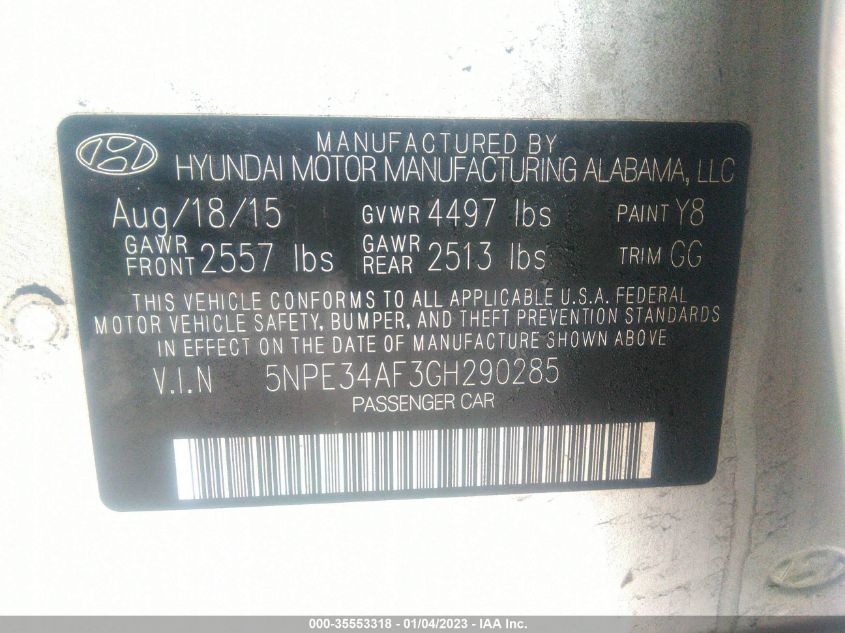 MANUFACTURED BY
HYUNDAI MOTOR MANUFACTURING ALABAMA, LLC
Aug/18/15 GVWR 4497 lbs PAINT Y8
GAWR FRONT 2557 lbs GAWR REAR 2513 lbs TRIM GG
THIS VEHICLE CONFORMS TO ALL APPLICABLE U.S.A. FEDERAL
MOTOR VEHICLE SAFETY, BUMPER, AND THEFT PREVENTION STANDARDS
IN EFFECT ON THE DATE OF MANUFACTURE SHOWN ABOVE
V.I.N 5NPE34AF3GH290285
PASSENGER CAR
000-35553318 - 01/04/2023 - IAA Inc.